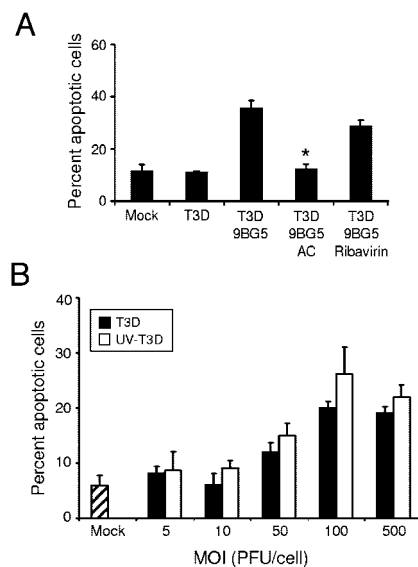 A
Percent apoptotic cells
60
40
20
0
Mock
T3D
T3D
9BG5
*
T3D
9BG5
AC
T3D
9BG5
Ribavirin
B
Percent apoptotic cells
40
30
20
10
0
T3D
UV-T3D
Mock
5
10
50
100
500
MOI (PFU/cell)